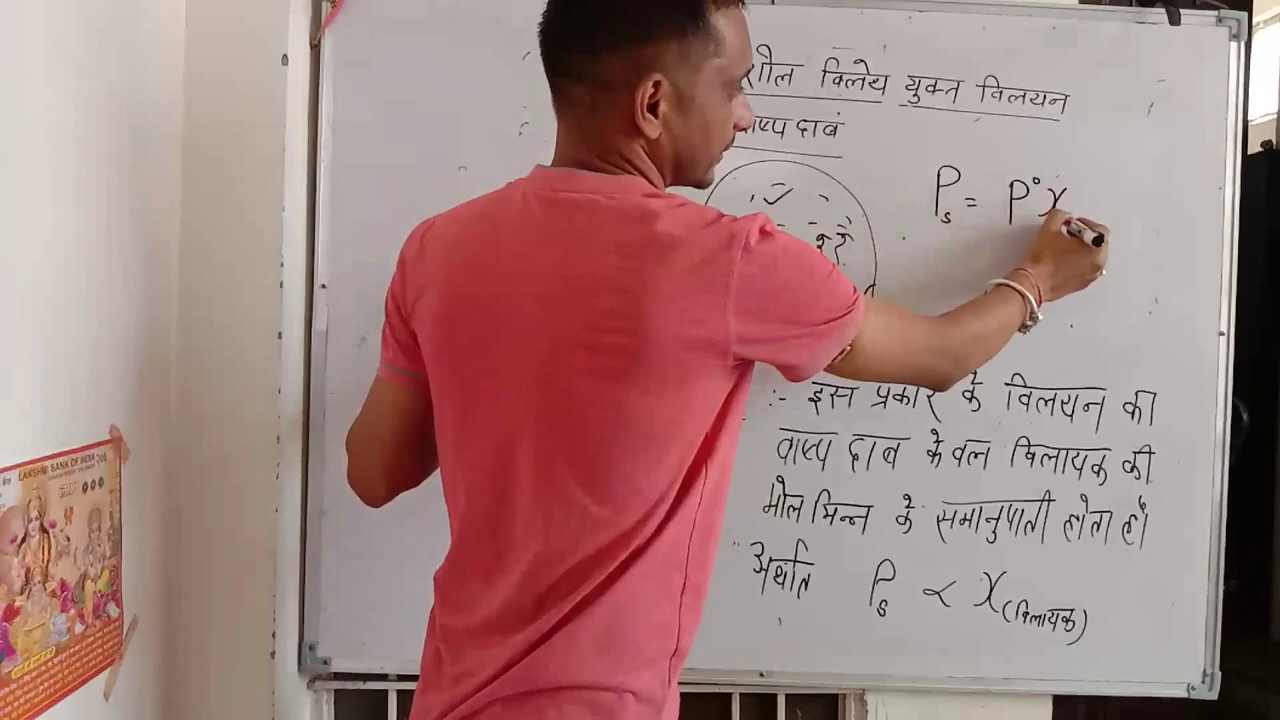 विलेय युक्त विलयन
दाब
Pₛ = P°x
:- इस प्रकार के विलयन का
वाष्प दाब केवल विलायक की
मोल भिन्न के समानुपाती होता हैं
अर्थात Pₛ ∝ x(विलायक)
LAKSHMI BANK OF INDIA